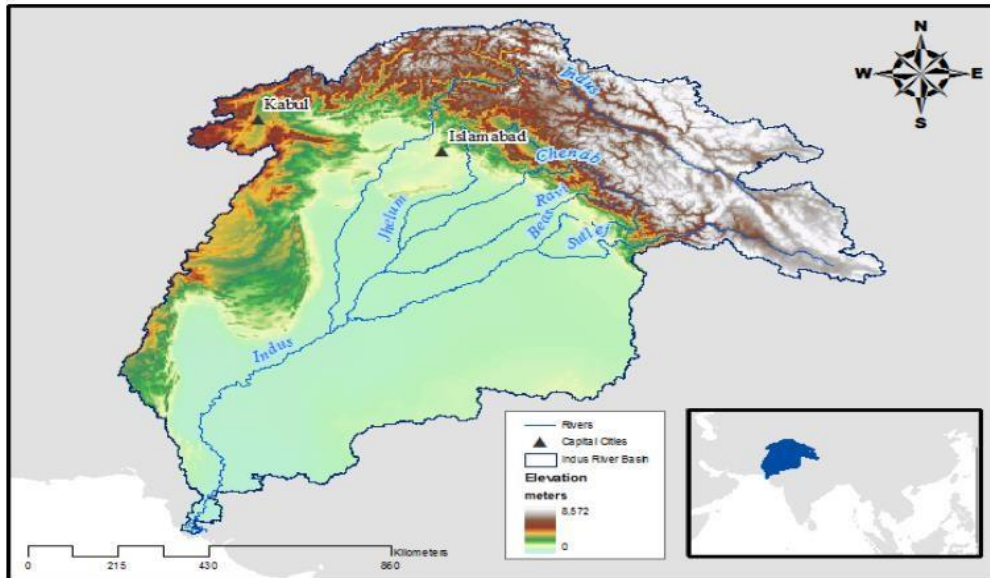 N
W E
S
Indus
Kabul
Islamabad
Chenab
Jhelum
Ravi
Beas
Sutle
Indus
Rivers
Capital Cities
Indus River Basin
Elevation
meters
8,572
0
Kilometers
0 215 430 860